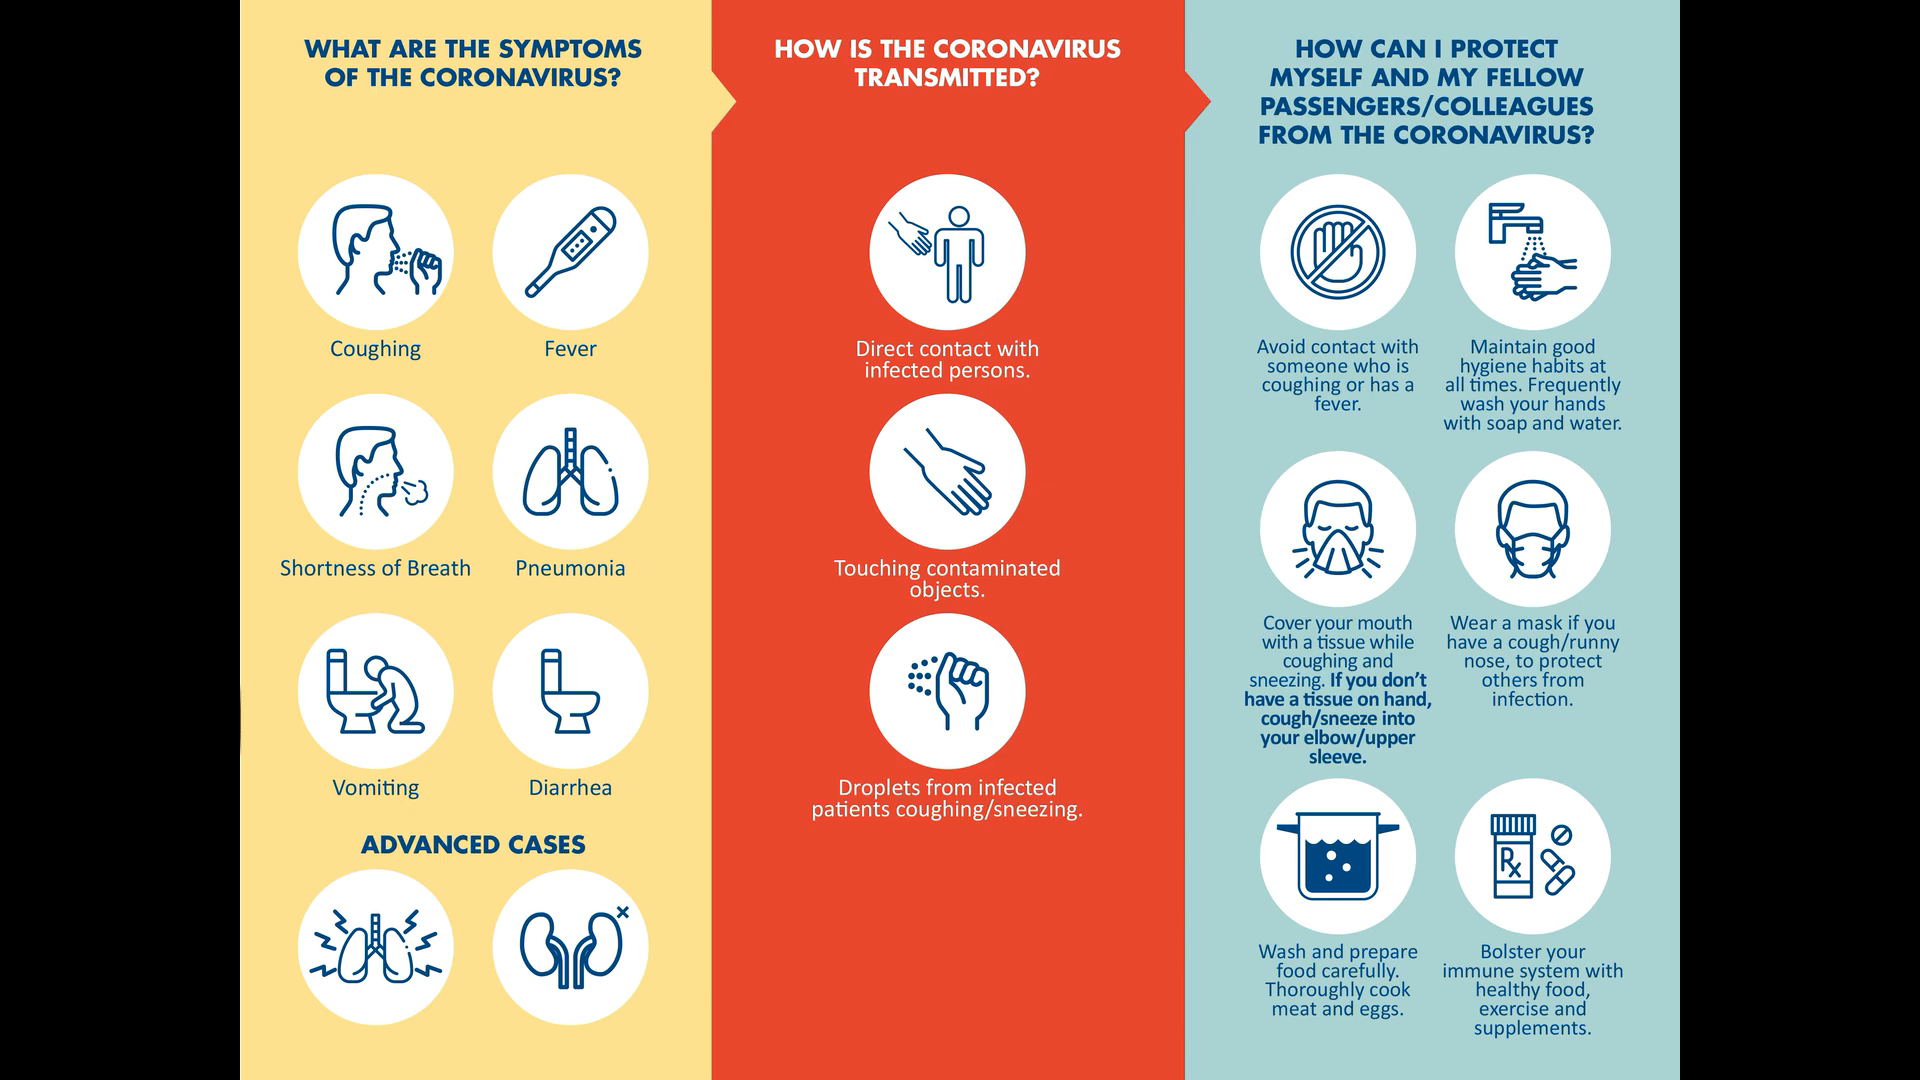 WHAT ARE THE SYMPTOMS
OF THE CORONAVIRUS?
Coughing
Fever
Shortness of Breath
Pneumonia
Vomiting
Diarrhea
ADVANCED CASES
HOW IS THE CORONAVIRUS
TRANSMITTED?
Direct contact with
infected persons.
Touching contaminated
objects.
Droplets from infected
patients coughing/sneezing.
HOW CAN I PROTECT
MYSELF AND MY FELLOW
PASSENGERS/COLLEAGUES
FROM THE CORONAVIRUS?
Avoid contact with
someone who is
coughing or has a
fever.
Maintain good
hygiene habits at
all times. Frequently
wash your hands
with soap and water.
Cover your mouth
with a tissue while
coughing and
sneezing. If you don't
have a tissue on hand,
cough/sneeze into
your elbow/upper
sleeve.
Wear a mask if you
have a cough/runny
nose, to protect
others from
infection.
Wash and prepare
food carefully.
Thoroughly cook
meat and eggs.
Rx
Bolster your
immune system with
healthy food,
exercise and
supplements.